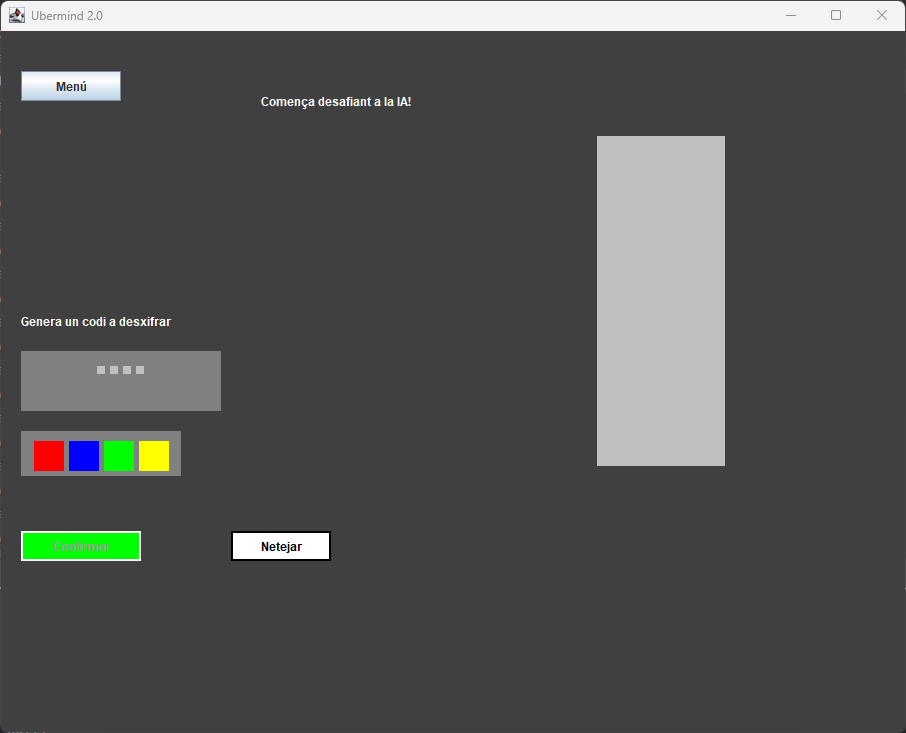 Ubermind 2.0
Menú
Comença desafiant a la IA!
Genera un codi a desxifrar
Confirmar
Netejar